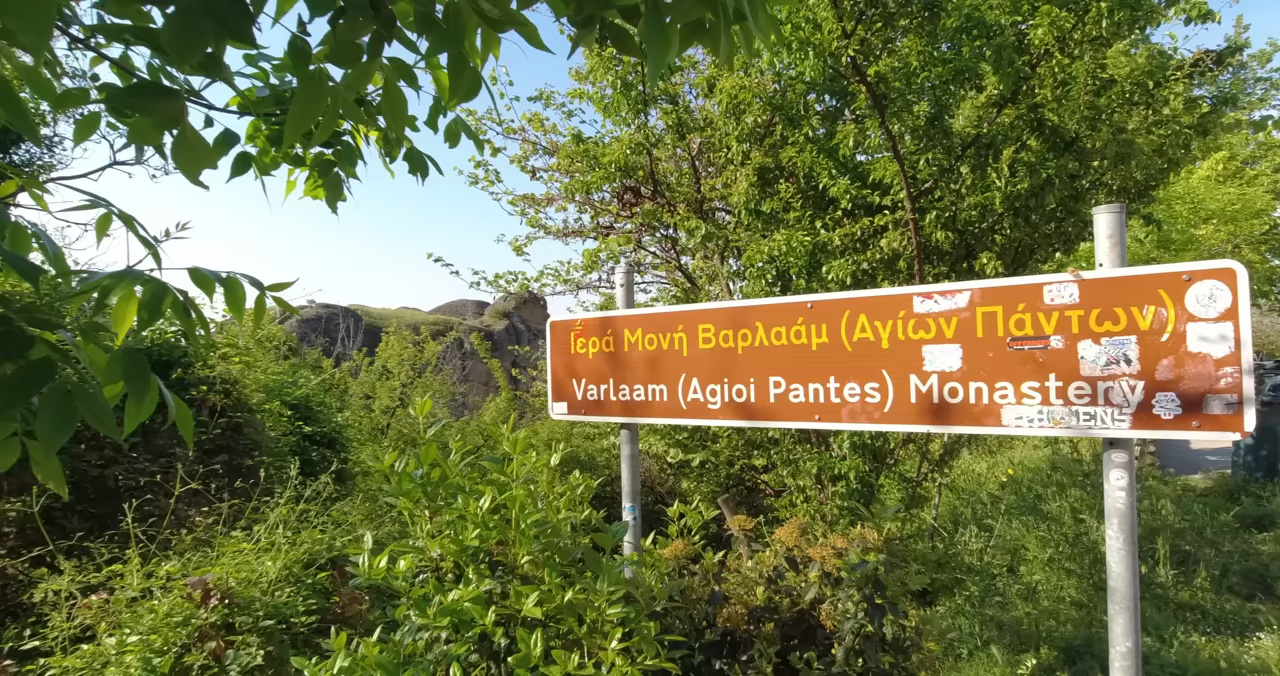 Ιερά Μονή Βαρλαάμ (Αγίων Πάντων)
Varlaam (Agioi Pantes) Monastery